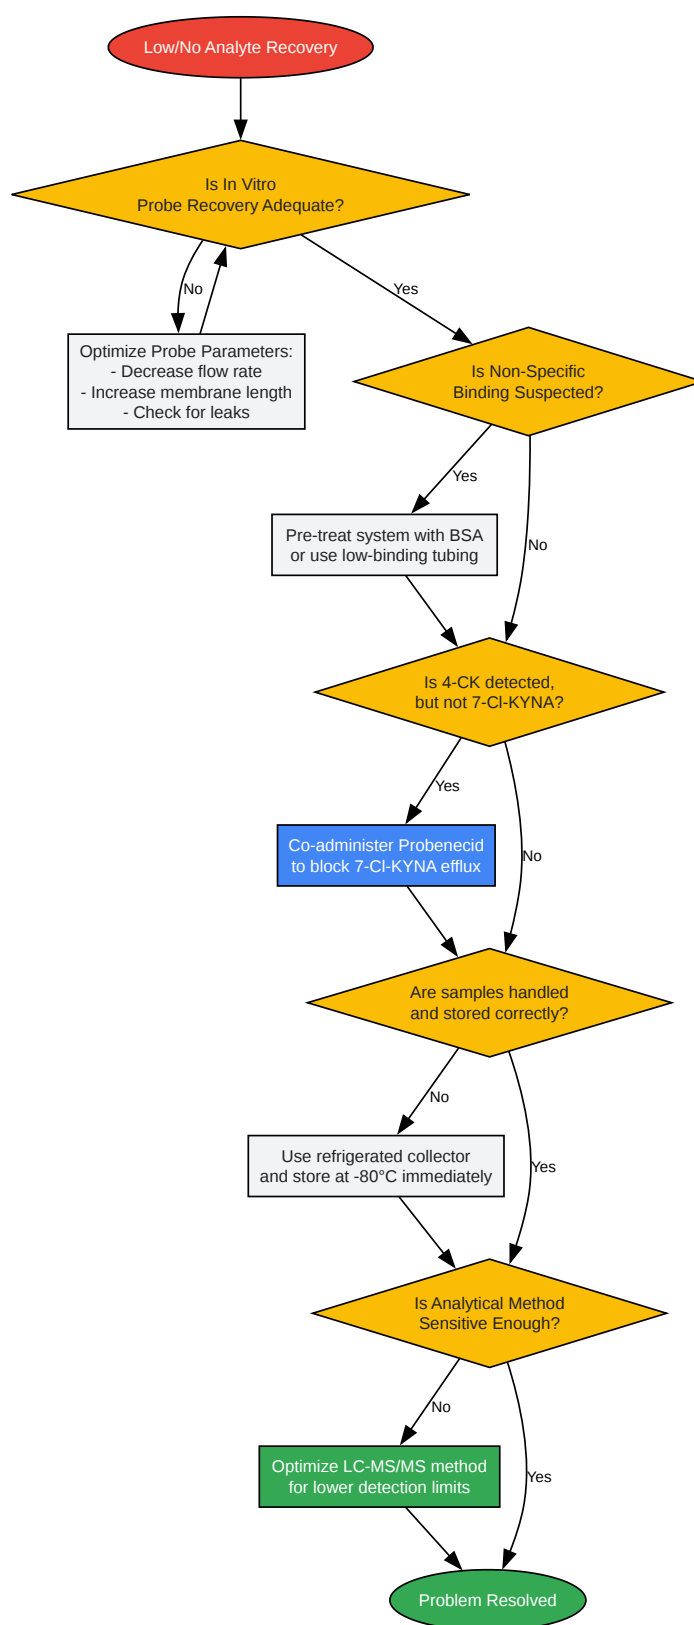 Low/No Analyte Recovery
Is In Vitro
Probe Recovery Adequate?
No
Yes
Optimize Probe Parameters:
- Decrease flow rate
- Increase membrane length
- Check for leaks
Is Non-Specific
Binding Suspected?
Yes
Pre-treat system with BSA
or use low-binding tubing
No
Is 4-CK detected,
but not 7-Cl-KYNA?
Yes
Co-administer Probenecid
to block 7-Cl-KYNA efflux
No
Are samples handled
and stored correctly?
No
Use refrigerated collector
and store at -80°C immediately
Yes
Is Analytical Method
Sensitive Enough?
No
Optimize LC-MS/MS method
for lower detection limits
Yes
Problem Resolved